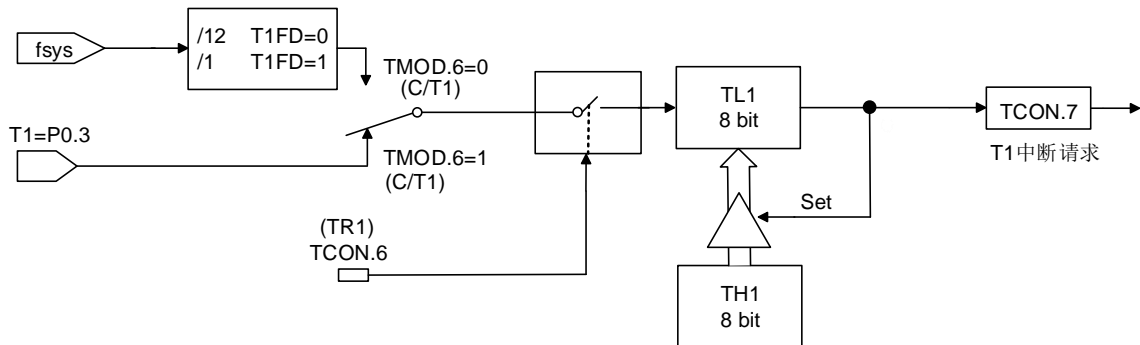 fsys
/12 T1FD=0
/1 T1FD=1
TMOD.6=0
(C/T1)
T1=P0.3
TMOD.6=1
(C/T1)
(TR1)
TCON.6
TL1
8 bit
TCON.7
T1中断请求
Set
TH1
8 bit